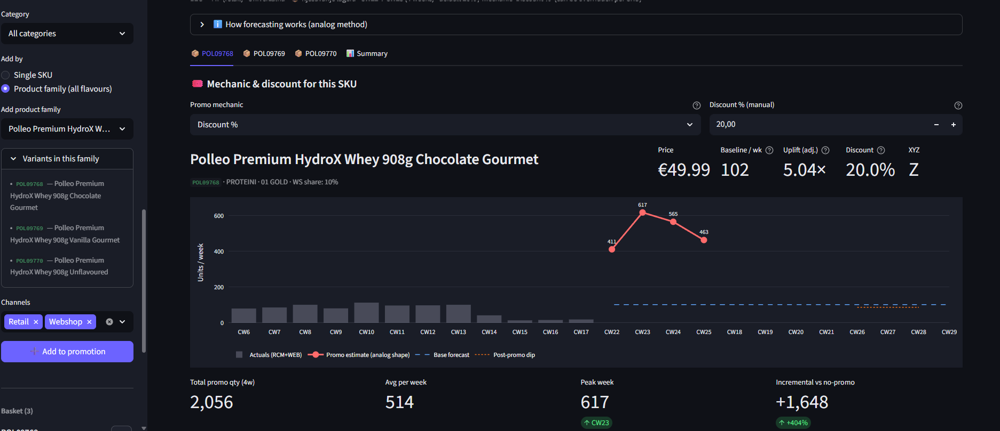 Category
All categories
Add by
Single SKU
Product family (all flavours)
Add product family
Polleo Premium HydroX W...
Variants in this family
• POL09768 — Polleo Premium
HydroX Whey 908g Chocolate
Gourmet
• POL09769 — Polleo Premium
HydroX Whey 908g Vanilla Gourmet
• POL09770 — Polleo Premium
HydroX Whey 908g Unflavoured
Channels
Retail × Webshop ×
Add to promotion
Basket (3)
How forecasting works (analog method)
POL09768 POL09769 POL09770 Summary
Mechanic & discount for this SKU
Promo mechanic
Discount %
Discount % (manual)
20,00
Polleo Premium HydroX Whey 908g Chocolate Gourmet
POL09768 · PROTEINI · 01 GOLD · WS share: 10%
Price
€49.99
Baseline / wk
102
Uplift (adj.)
5.04×
Discount
20.0%
XYZ
Z
Units / week
600
400
200
0
411
617
565
463
CW6 CW7 CW8 CW9 CW10 CW11 CW12 CW13 CW14 CW15 CW16 CW17 CW22 CW23 CW24 CW25 CW18 CW19 CW20 CW21 CW26 CW27 CW28 CW29
Actuals (RCM+WEB) Promo estimate (analog shape) Base forecast Post-promo dip
Total promo qty (4w)
2,056
Avg per week
514
Peak week
617
↑ CW23
Incremental vs no-promo
+1,648
↑ +404%